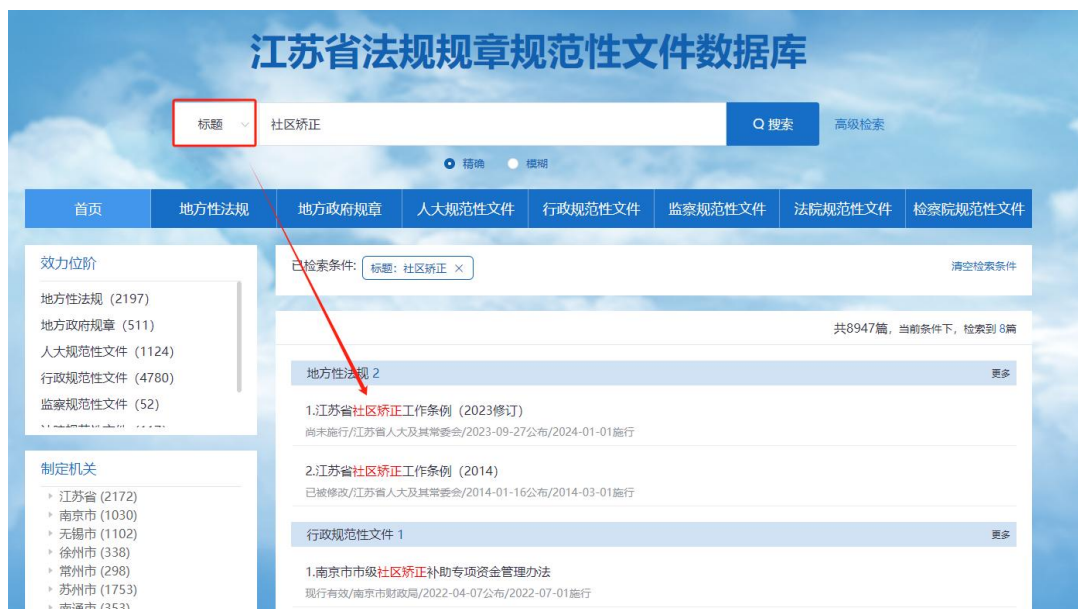 江苏省法规规章规范性文件数据库
标题 社区矫正 搜索 高级检索
精确 模糊
首页 地方性法规 地方政府规章 人大规范性文件 行政规范性文件 监察规范性文件 法院规范性文件 检察院规范性文件
效力位阶
地方性法规 (2197)
地方政府规章 (511)
人大规范性文件 (1124)
行政规范性文件 (4780)
监察规范性文件 (52)
制定机关
江苏省 (2172)
南京市 (1030)
无锡市 (1102)
徐州市 (338)
常州市 (298)
苏州市 (1753)
南通市 (353)
已检索条件: 标题: 社区矫正 × 清空检索条件
共8947篇, 当前条件下, 检索到 8篇
地方性法规 2 更多
1.江苏省社区矫正工作条例 (2023修订)
尚未施行/江苏省人大及其常委会/2023-09-27公布/2024-01-01施行
2.江苏省社区矫正工作条例 (2014)
已被修改/江苏省人大及其常委会/2014-01-16公布/2014-03-01施行
行政规范性文件 1 更多
1.南京市市级社区矫正补助专项资金管理办法
现行有效/南京市财政局/2022-04-07公布/2022-07-01施行